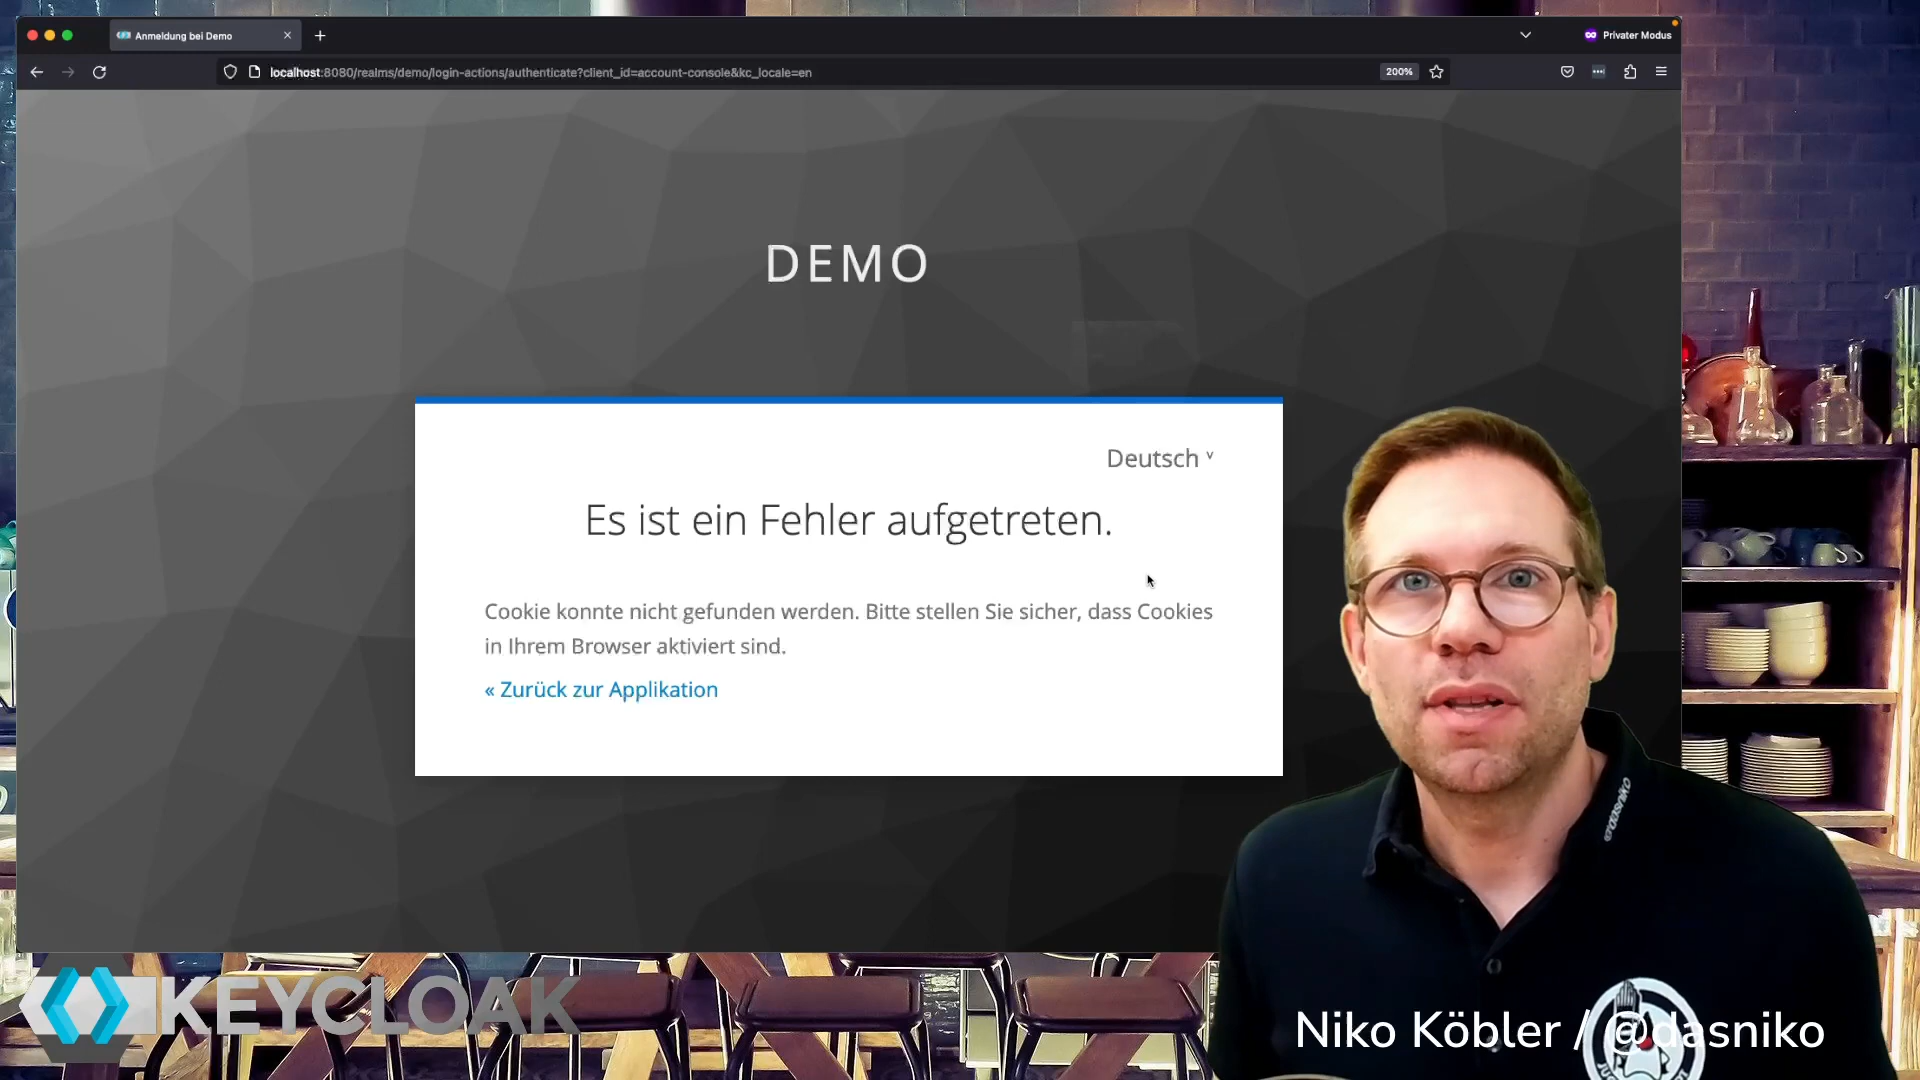 Anmeldung bei Demo
Privater Modus
localhost:8080/realms/demo/login-actions/authenticate?client_id=account-console&kc_locale=en
200%
DEMO
Deutsch
Es ist ein Fehler aufgetreten.
Cookie konnte nicht gefunden werden. Bitte stellen Sie sicher, dass Cookies
in Ihrem Browser aktiviert sind.
« Zurück zur Applikation
@dasniko
KEYCLOAK
Niko Köbler / @dasniko